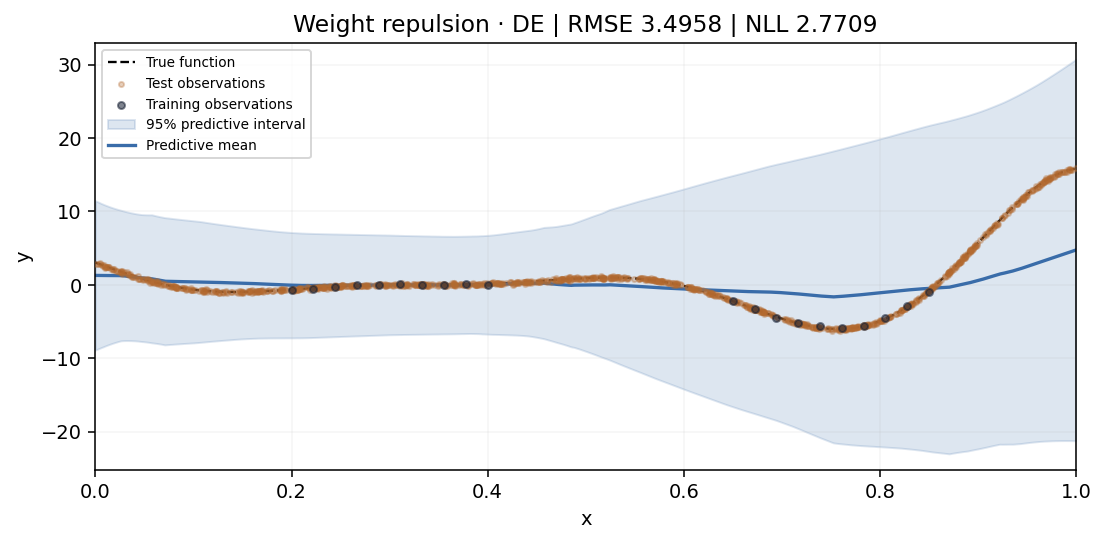 Weight repulsion · DE | RMSE 3.4958 | NLL 2.7709
True function
Test observations
Training observations
95% predictive interval
Predictive mean
30
20
10
0
−10
−20
y
0.0 0.2 0.4 0.6 0.8 1.0
x